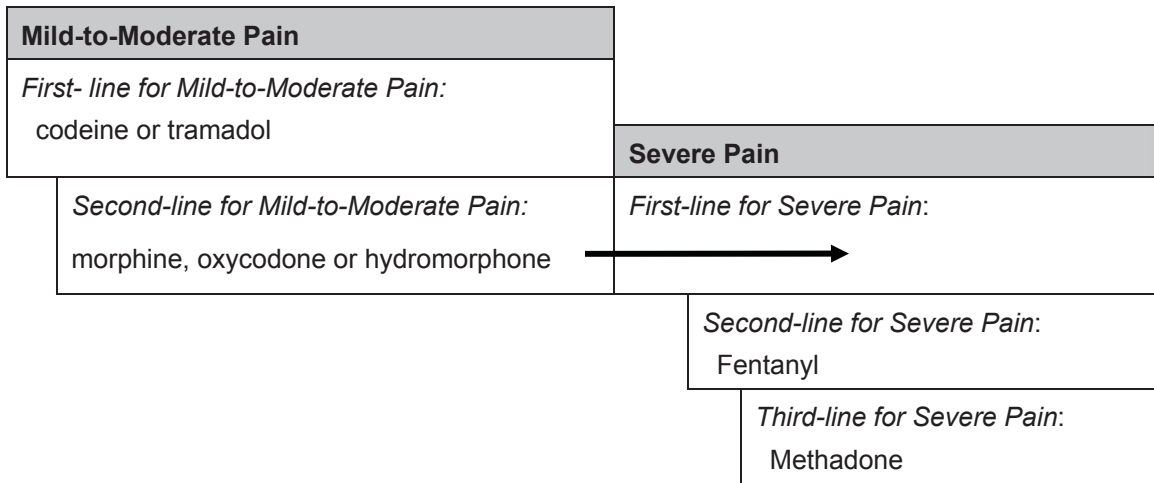 Mild-to-Moderate Pain
First- line for Mild-to-Moderate Pain:
codeine or tramadol
Severe Pain
Second-line for Mild-to-Moderate Pain:
morphine, oxycodone or hydromorphone
First-line for Severe Pain:
Second-line for Severe Pain:
Fentanyl
Third-line for Severe Pain:
Methadone